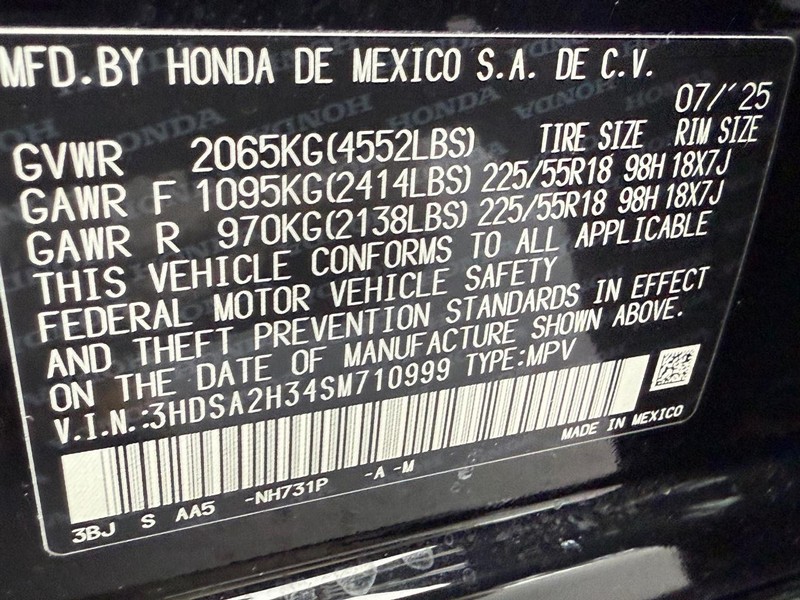 MFD.BY HONDA DE MEXICO S.A. DE C.V.
07/'25
GVWR 2065KG(4552LBS) TIRE SIZE RIM SIZE
GAWR F 1095KG(2414LBS) 225/55R18 98H 18X7J
GAWR R 970KG(2138LBS) 225/55R18 98H 18X7J
THIS VEHICLE CONFORMS TO ALL APPLICABLE
FEDERAL MOTOR VEHICLE SAFETY
AND THEFT PREVENTION STANDARDS IN EFFECT
ON THE DATE OF MANUFACTURE SHOWN ABOVE.
V.I.N.:3HDSA2H34SM710999 TYPE:MPV
MADE IN MEXICO
3BJ S AA5 -NH731P -A -M